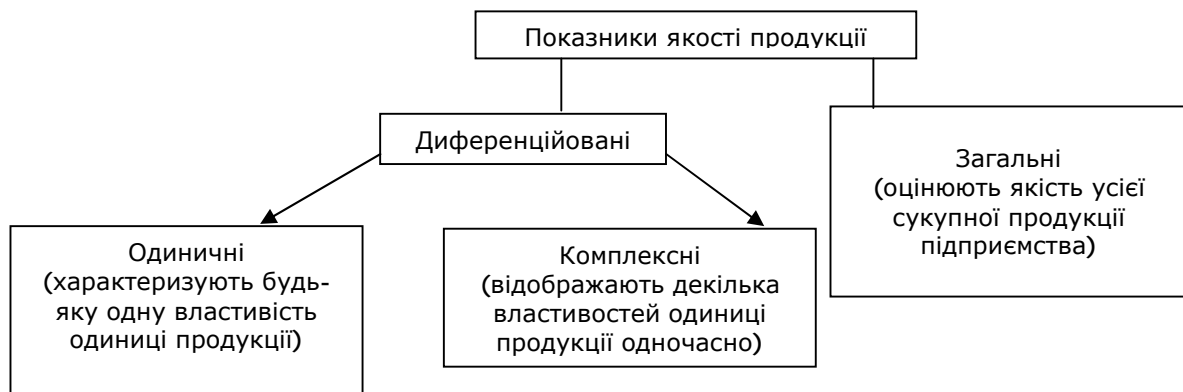 Показники якості продукції
Диференційовані
Загальні
(оцінюють якість усієї
сукупної продукції
підприємства)
Одиничні
(характеризують будь-
яку одну властивість
одиниці продукції)
Комплексні
(відображають декілька
властивостей одиниці
продукції одночасно)